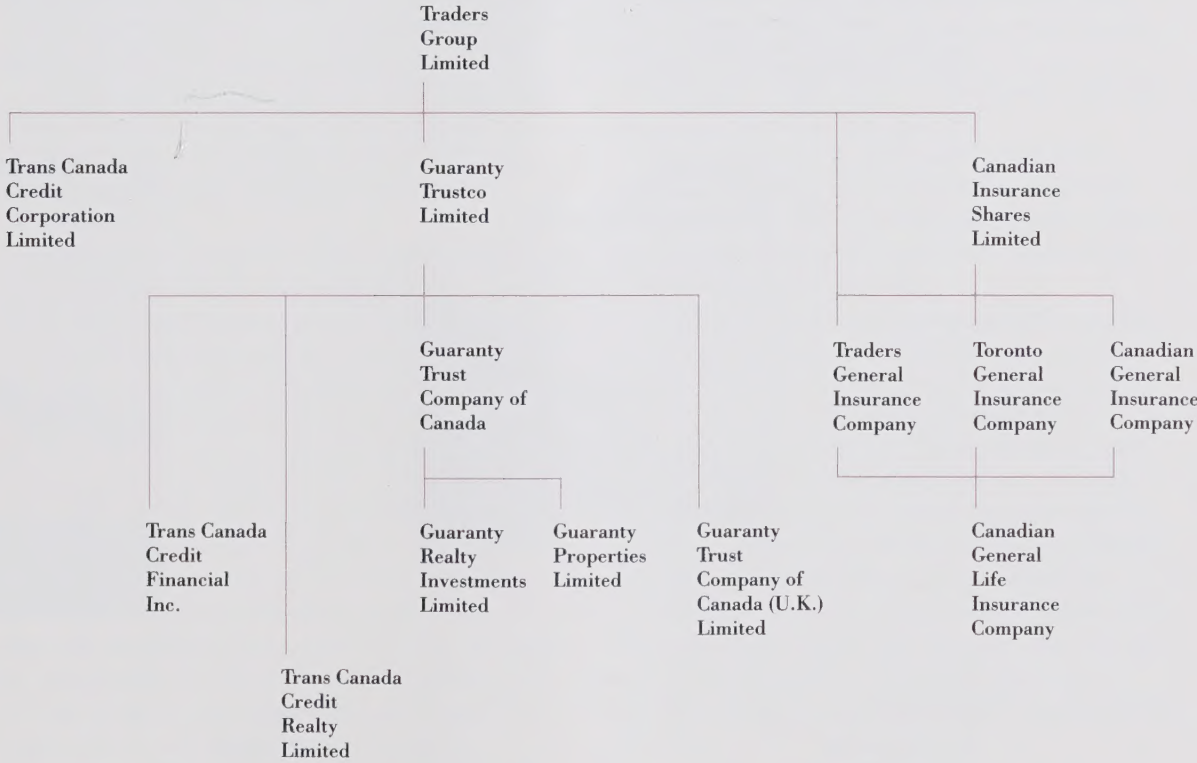 Traders
Group
Limited
Trans Canada
Credit
Corporation
Limited
Guaranty
Trustco
Limited
Canadian
Insurance
Shares
Limited
Guaranty
Trust
Company of
Canada
Traders
General
Insurance
Company
Toronto
General
Insurance
Company
Canadian
General
Insurance
Company
Trans Canada
Credit
Financial
Inc.
Guaranty
Realty
Investments
Limited
Guaranty
Properties
Limited
Guaranty
Trust
Company of
Canada (U.K.)
Limited
Canadian
General
Life
Insurance
Company
Trans Canada
Credit
Realty
Limited